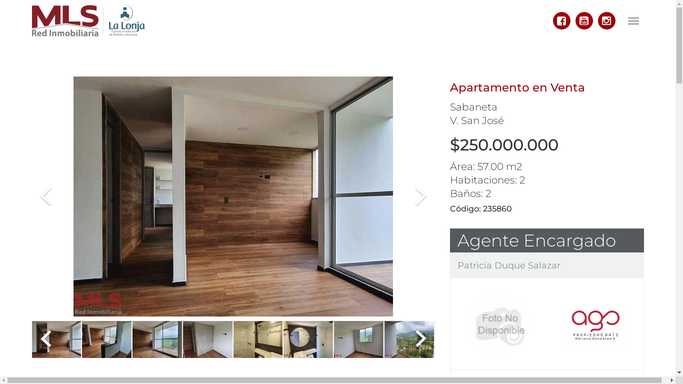 MLS
Red Inmobiliaria
La Lonja
Apartamento en Venta
Sabaneta
V. San José
$250.000.000
Área: 57.00 m2
Habitaciones: 2
Baños: 2
Código: 235860
Agente Encargado
Patricia Duque Salazar
Foto No
Disponible
ago
MLS
Red Inmobiliaria